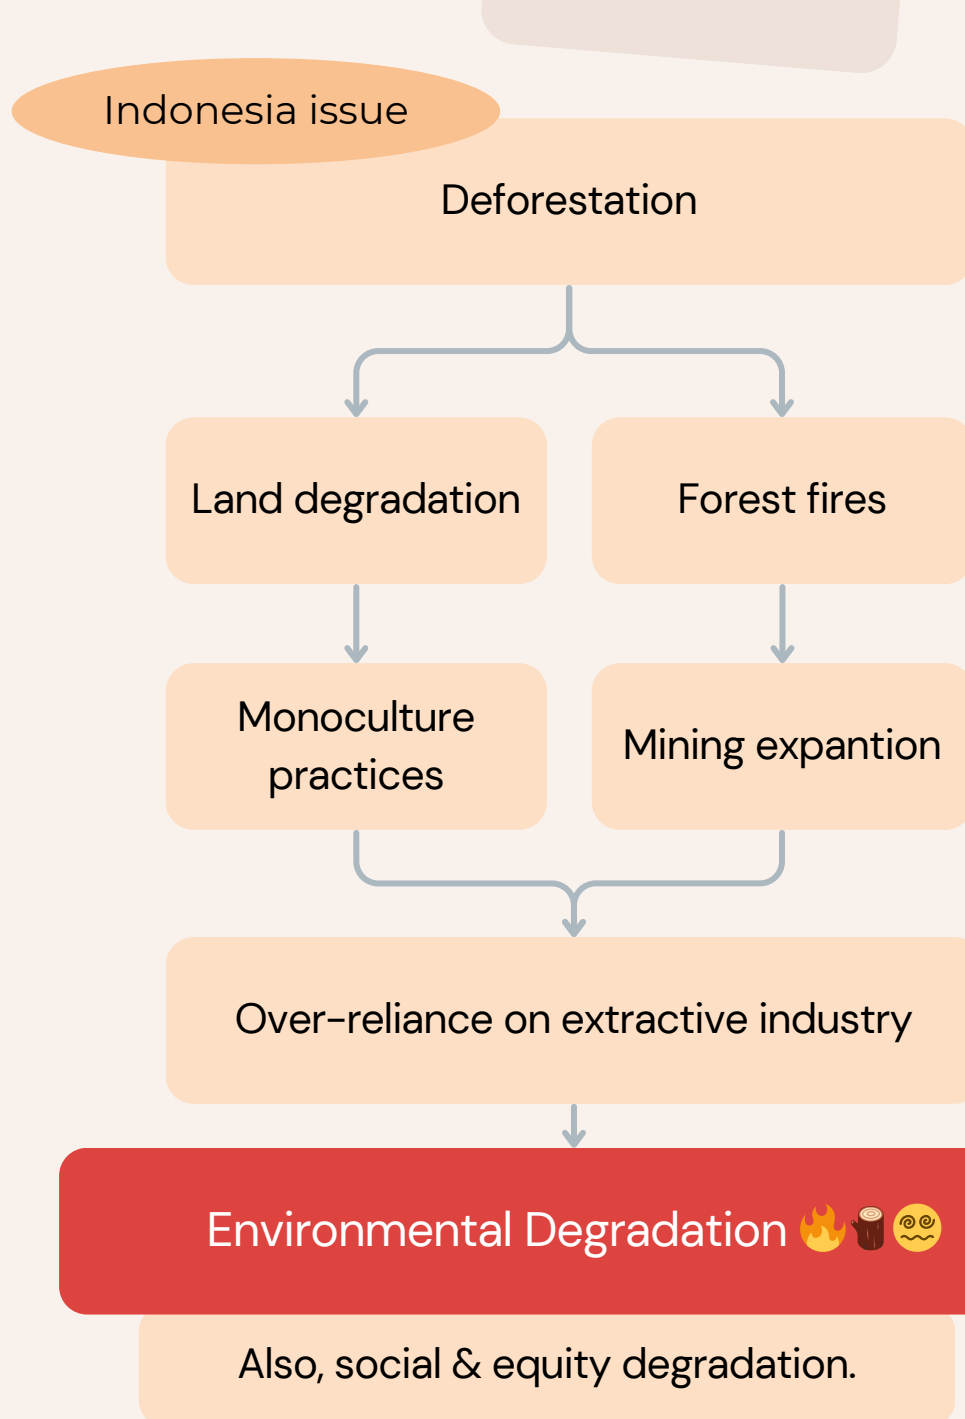 Indonesia issue
Deforestation
Land degradation
Forest fires
Monoculture
practices
Mining expantion
Over-reliance on extractive industry
Environmental Degradation 🔥🪵😵‍💫
Also, social & equity degradation.